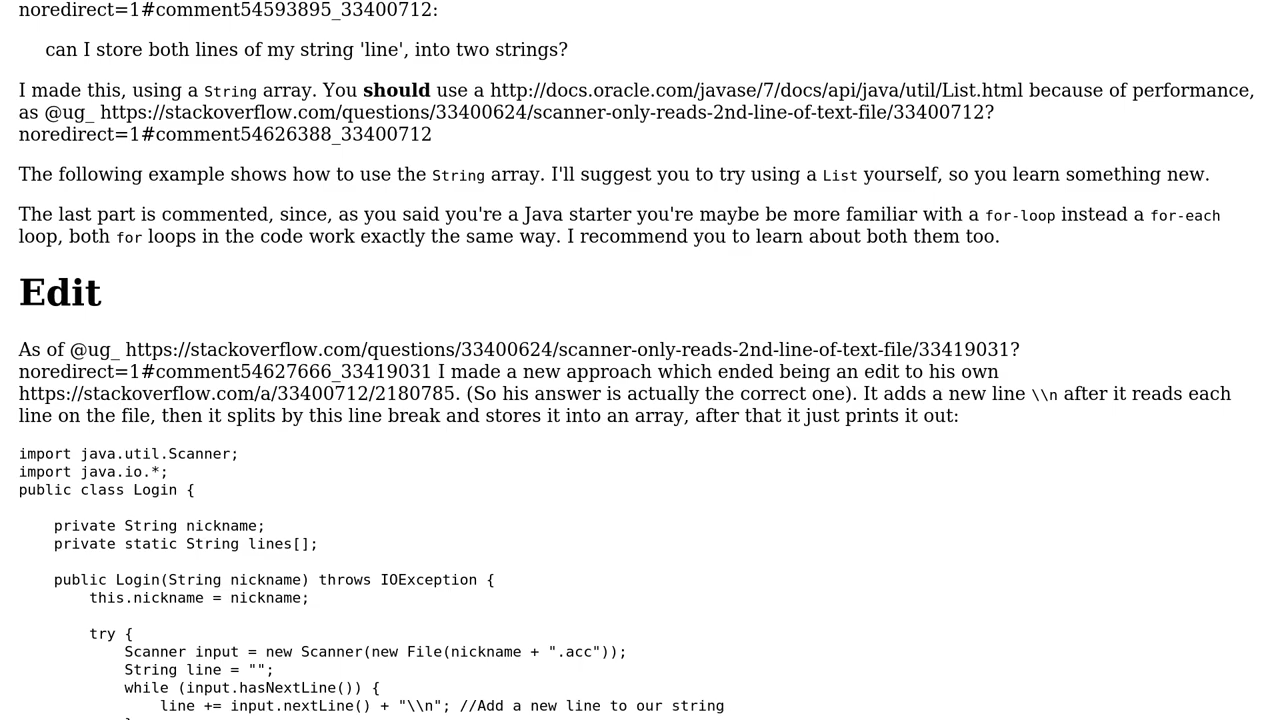 noredirect=1#comment54593895_33400712:
can I store both lines of my string 'line', into two strings?
I made this, using a String array. You should use a http://docs.oracle.com/javase/7/docs/api/java/util/List.html because of performance,
as @ug_ https://stackoverflow.com/questions/33400624/scanner-only-reads-2nd-line-of-text-file/33400712?
noredirect=1#comment54626388_33400712
The following example shows how to use the String array. I'll suggest you to try using a List yourself, so you learn something new.
The last part is commented, since, as you said you're a Java starter you're maybe be more familiar with a for-loop instead a for-each
loop, both for loops in the code work exactly the same way. I recommend you to learn about both them too.
Edit
As of @ug_ https://stackoverflow.com/questions/33400624/scanner-only-reads-2nd-line-of-text-file/33419031?
noredirect=1#comment54627666_33419031 I made a new approach which ended being an edit to his own
https://stackoverflow.com/a/33400712/2180785. (So his answer is actually the correct one). It adds a new line \\n after it reads each
line on the file, then it splits by this line break and stores it into an array, after that it just prints it out:
import java.util.Scanner;
import java.io.*;
public class Login {
    private String nickname;
    private static String lines[];
    public Login(String nickname) throws IOException {
        this.nickname = nickname;
        try {
            Scanner input = new Scanner(new File(nickname + ".acc"));
            String line = "";
            while (input.hasNextLine()) {
                line += input.nextLine() + "\\n"; //Add a new line to our string